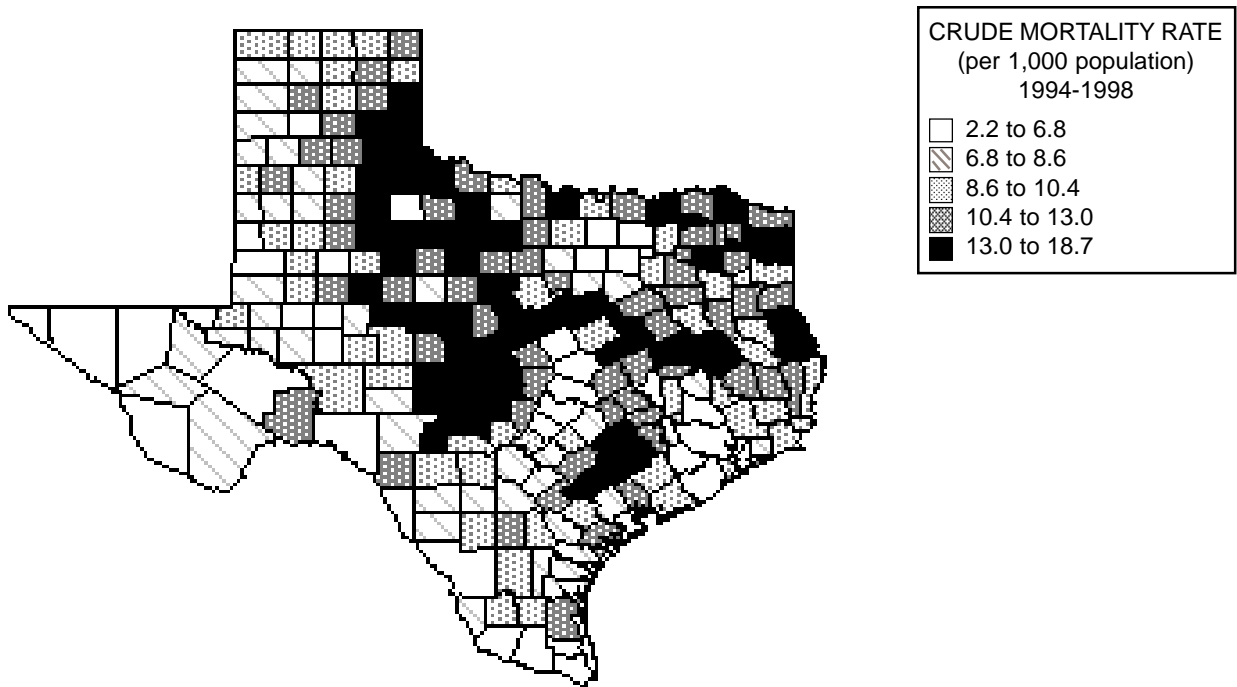 CRUDE MORTALITY RATE
(per 1,000 population)
1994-1998
2.2 to 6.8
6.8 to 8.6
8.6 to 10.4
10.4 to 13.0
13.0 to 18.7